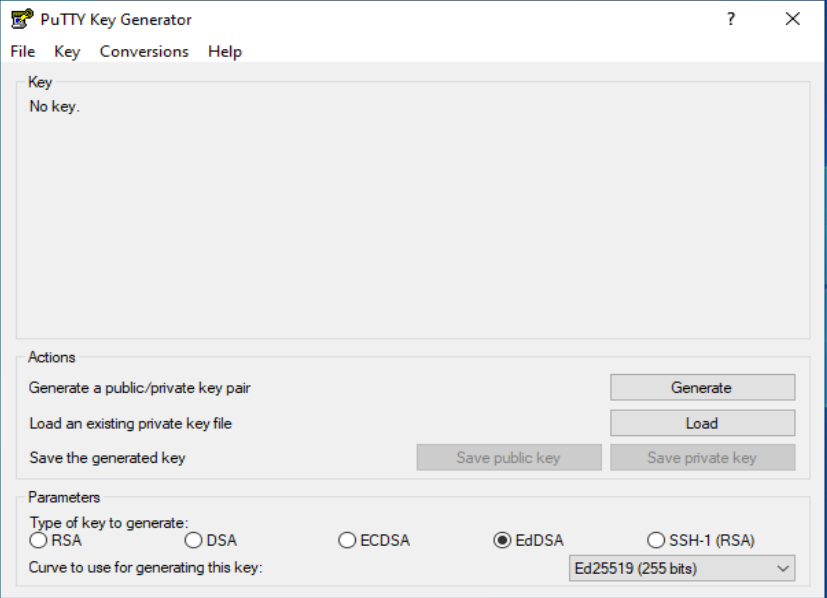 PuTTY Key Generator ?
File Key Conversions Help
Key
No key.
Actions
Generate a public/private key pair Generate
Load an existing private key file Load
Save the generated key Save public key Save private key
Parameters
Type of key to generate:
RSA DSA ECDSA EdDSA SSH-1 (RSA)
Curve to use for generating this key: Ed25519 (255 bits)